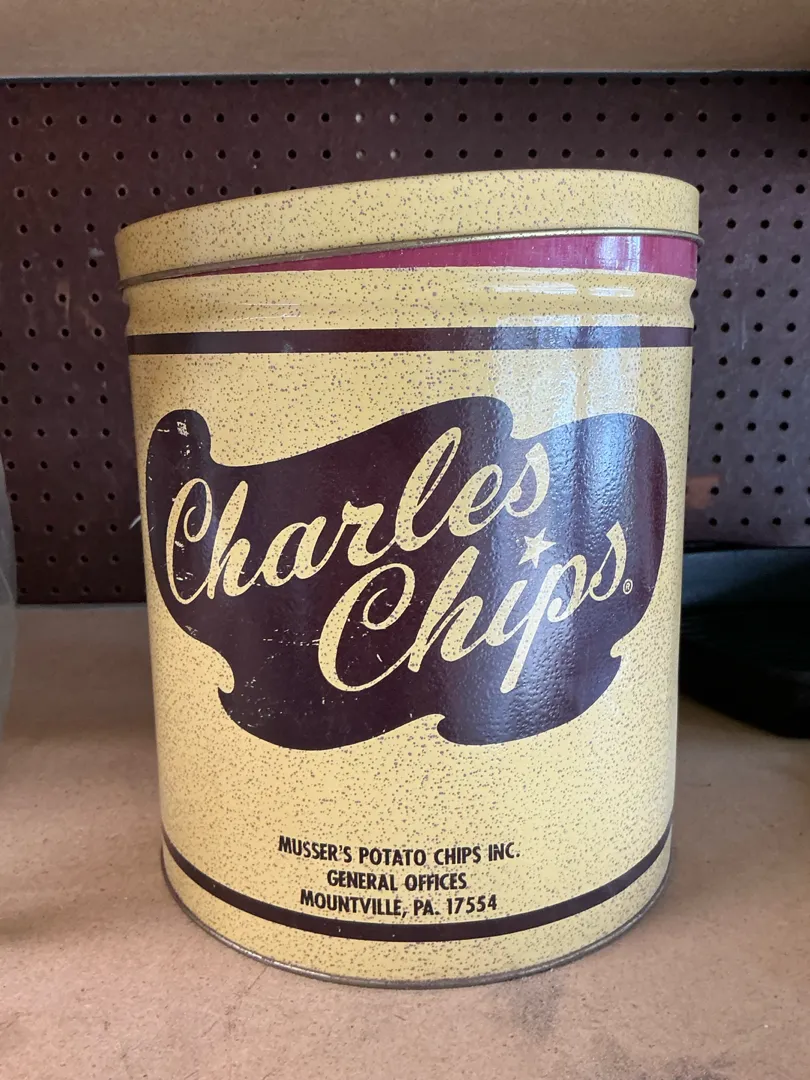 Charles
Chips®
MUSSER'S POTATO CHIPS INC.
GENERAL OFFICES
MOUNTVILLE, PA. 17554